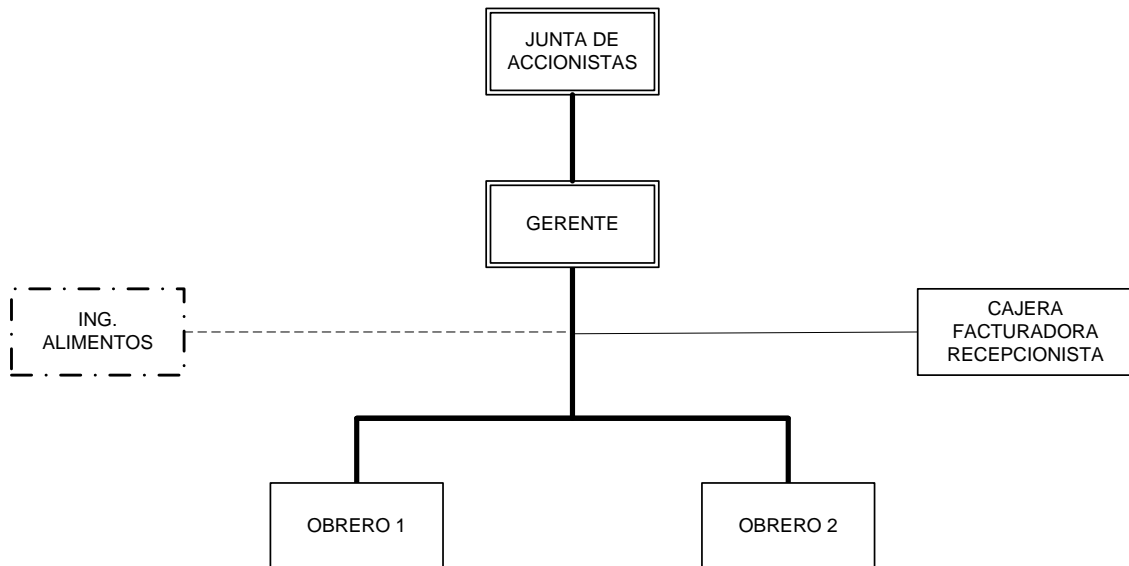 JUNTA DE
ACCIONISTAS
GERENTE
ING.
ALIMENTOS
CAJERA
FACTURADORA
RECEPCIONISTA
OBRERO 1
OBRERO 2